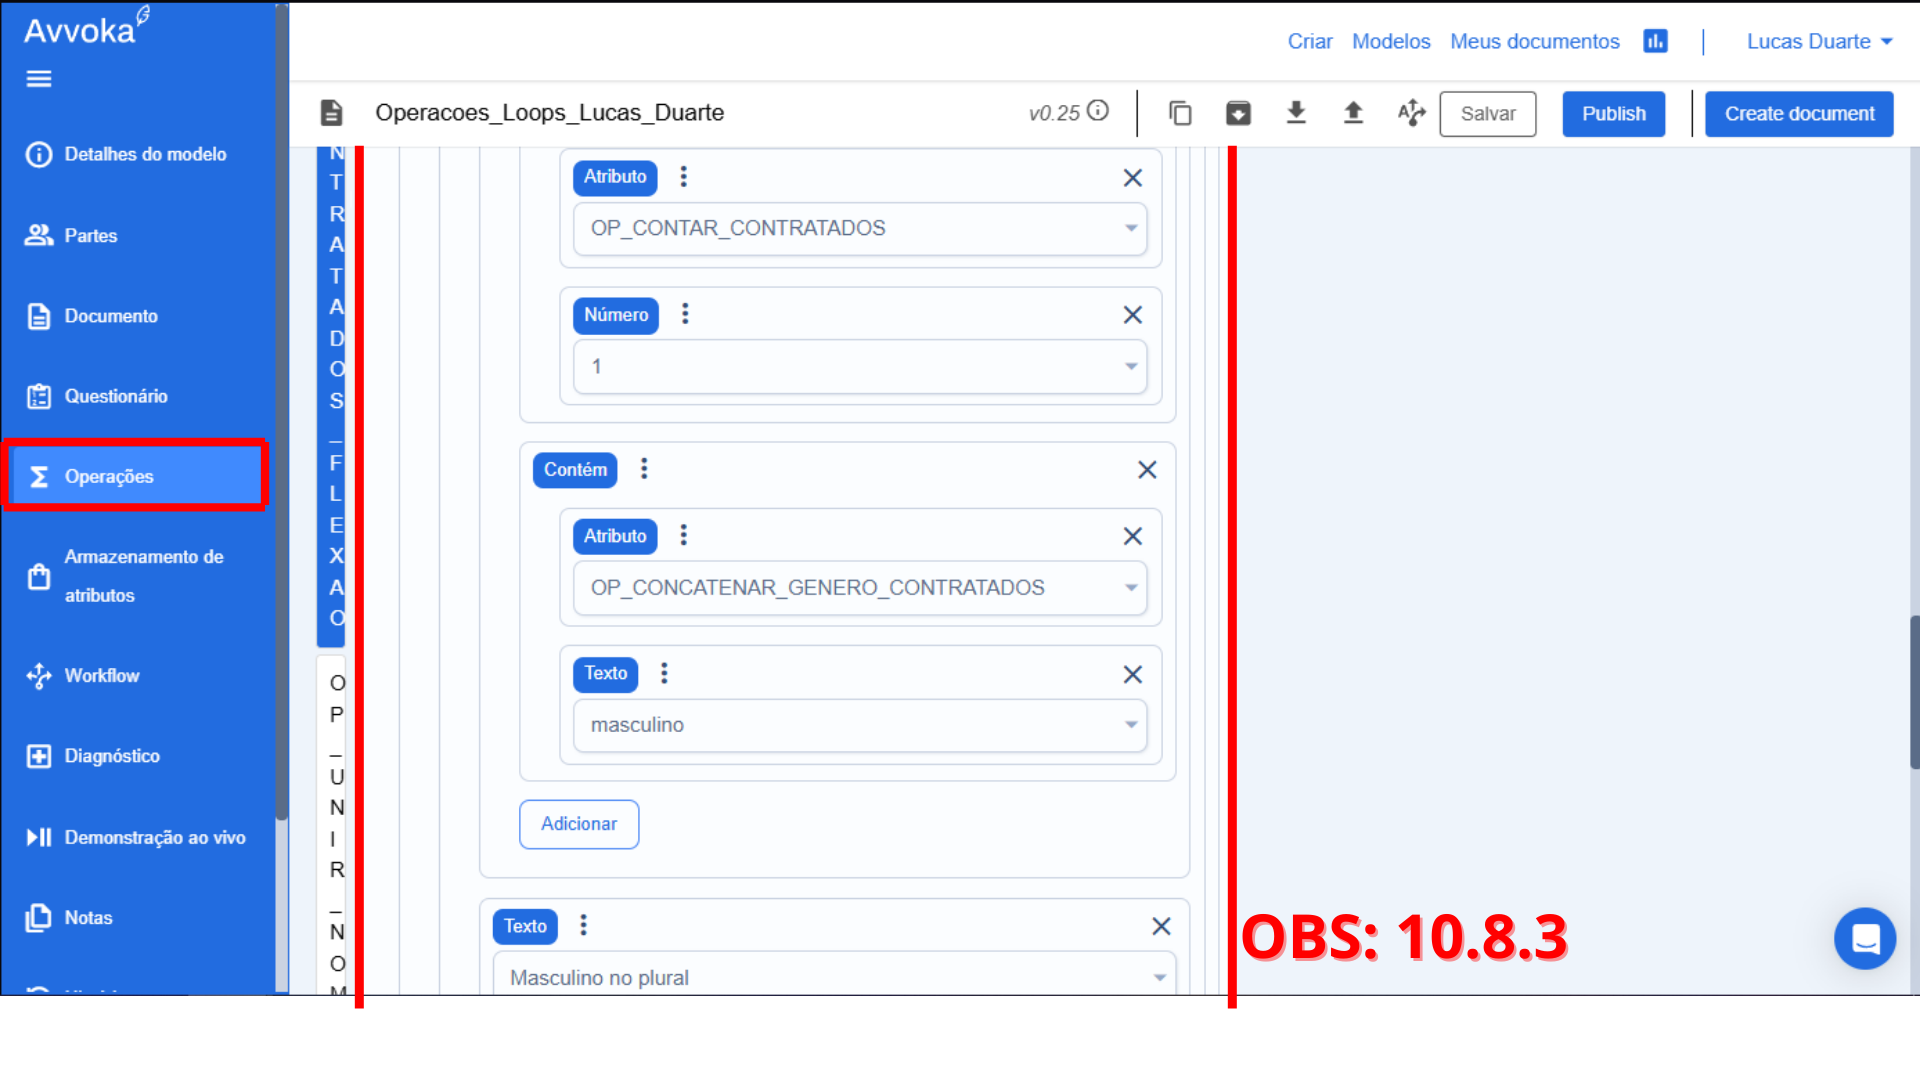 Avvoka
Criar Modelos Meus documentos Lucas Duarte
Operacoes_Loops_Lucas_Duarte v0.25 Salvar Publish Create document
Detalhes do modelo
Partes
Documento
Questionário
Operações
Armazenamento de
atributos
Workflow
Diagnóstico
Demonstração ao vivo
Notas
N
T
R
A
T
A
D
O
S
_
F
L
E
X
A
O
O
P
_
U
N
I
R
_
N
O
M
Atributo
OP_CONTAR_CONTRATADOS
Número
1
Contém
Atributo
OP_CONCATENAR_GENERO_CONTRATADOS
Texto
masculino
Adicionar
Texto
Masculino no plural
OBS: 10.8.3